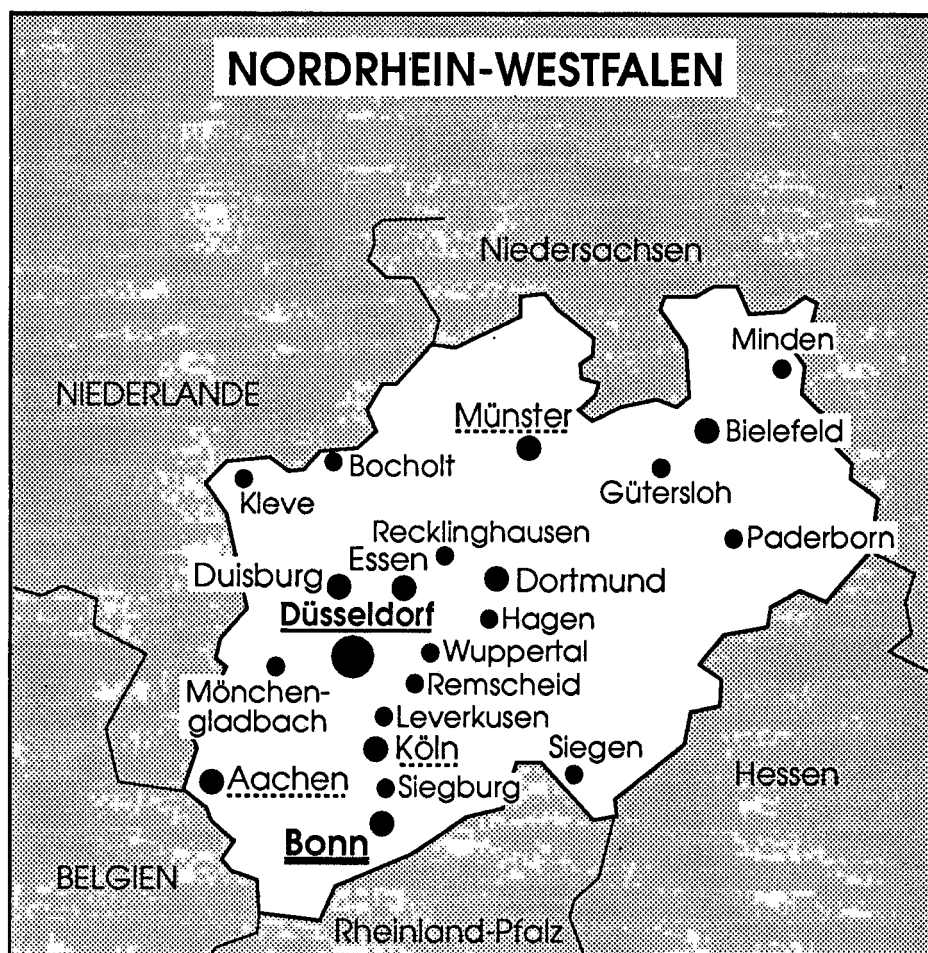 NORDRHEIN-WESTFALEN
Niedersachsen
Minden
NIEDERLANDE
Münster
Bielefeld
Bocholt
Gütersloh
Kleve
Recklinghausen
Paderborn
Essen
Duisburg
Dortmund
Düsseldorf
Hagen
Wuppertal
Mönchen-
gladbach
Remscheid
Leverkusen
Köln
Siegen
Hessen
Aachen
Siegburg
Bonn
BELGIEN
Rheinland-Pfalz